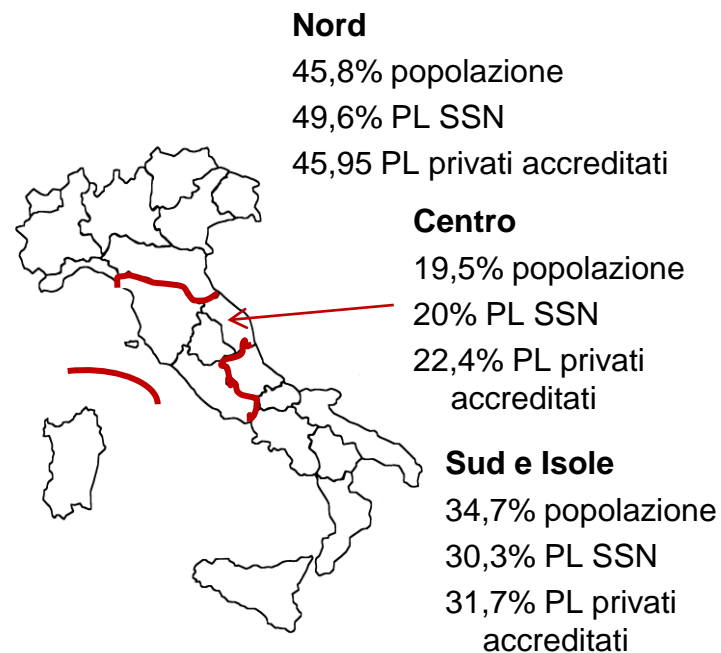 Nord
45,8% popolazione
49,6% PL SSN
45,95 PL privati accreditati
Centro
19,5% popolazione
20% PL SSN
22,4% PL privati
accreditati
Sud e Isole
34,7% popolazione
30,3% PL SSN
31,7% PL privati
accreditati